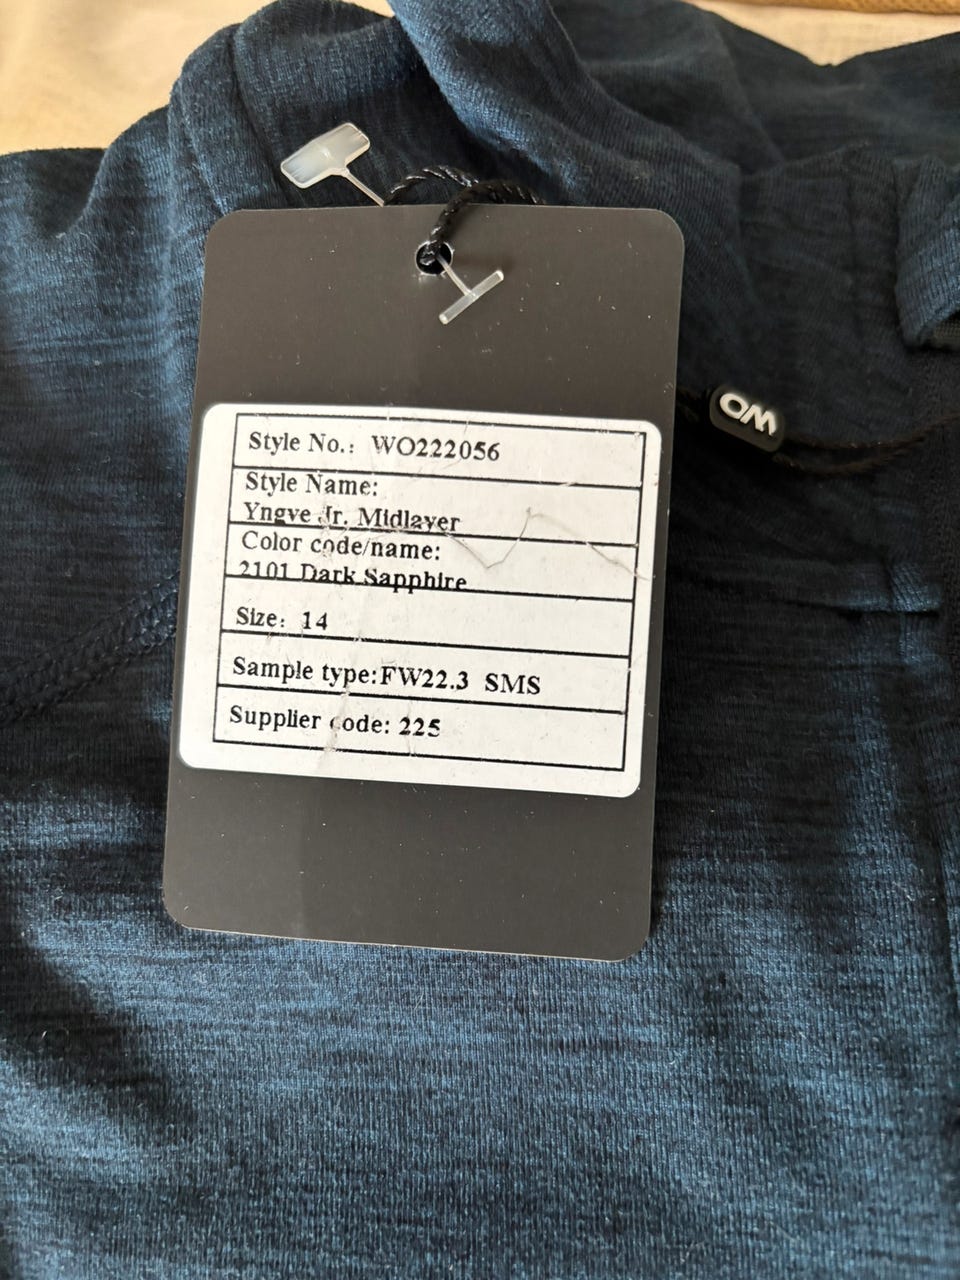 Style No.: WO222056
Style Name:
Yngve Jr. Midlayer
Color code/name:
2101 Dark Sapphire
Size: 14
Sample type:FW22.3 SMS
Supplier code: 225
WO